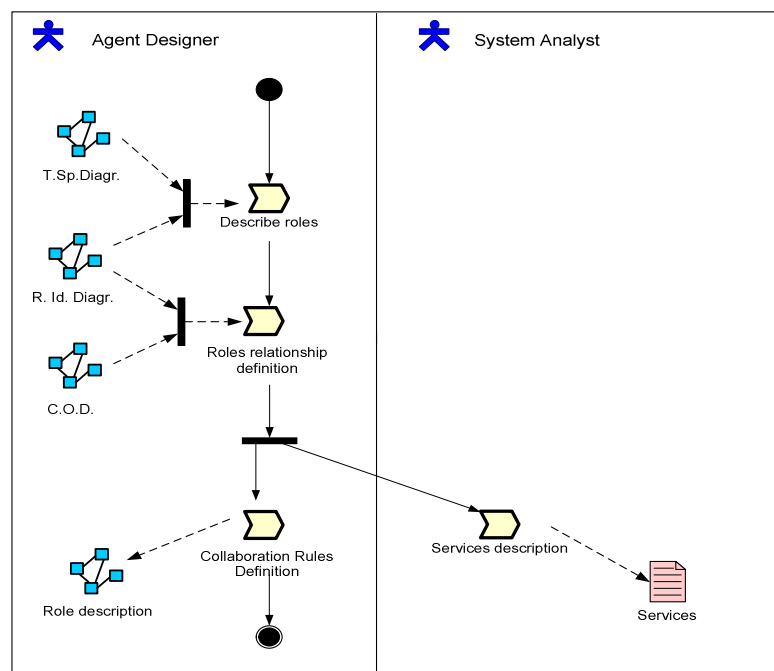 Agent Designer
System Analyst
T.Sp.Diagr.
Describe roles
R. Id. Diagr.
Roles relationship
definition
C.O.D.
Collaboration Rules
Definition
Services description
Role description
Services